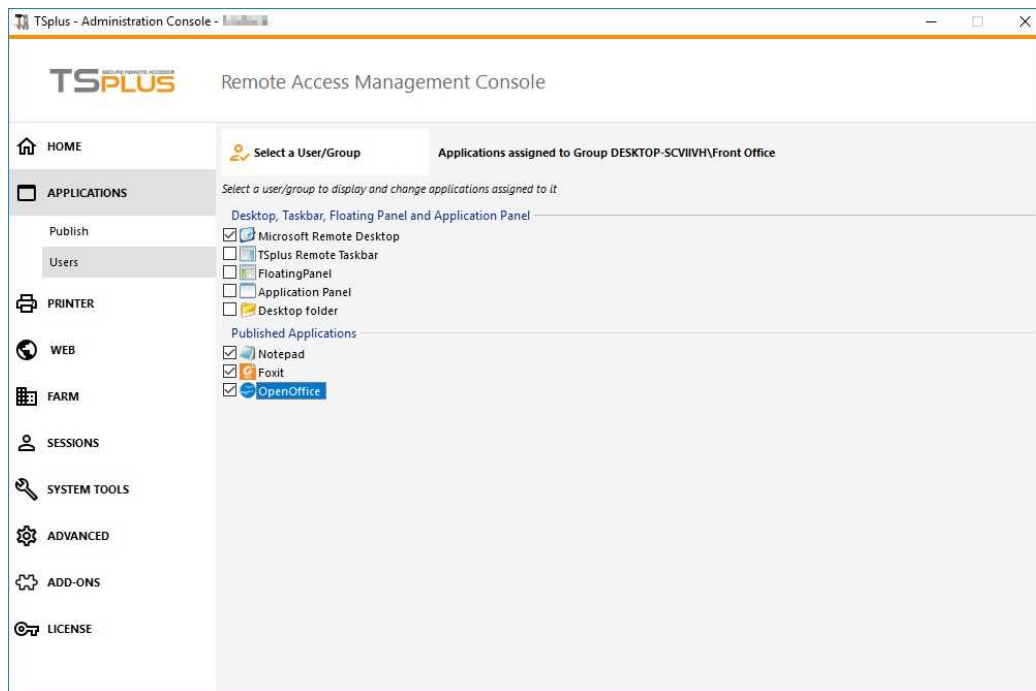 TSplus - Administration Console -
TSPLUS
SECURE REMOTE ACCESS
Remote Access Management Console
HOME
APPLICATIONS
Publish
Users
PRINTER
WEB
FARM
SESSIONS
SYSTEM TOOLS
ADVANCED
ADD-ONS
LICENSE
Select a User/Group
Applications assigned to Group DESKTOP-SCVIIVH\Front Office
Select a user/group to display and change applications assigned to it
Desktop, Taskbar, Floating Panel and Application Panel
Microsoft Remote Desktop
TSplus Remote Taskbar
FloatingPanel
Application Panel
Desktop folder
Published Applications
Notepad
Foxit
OpenOffice